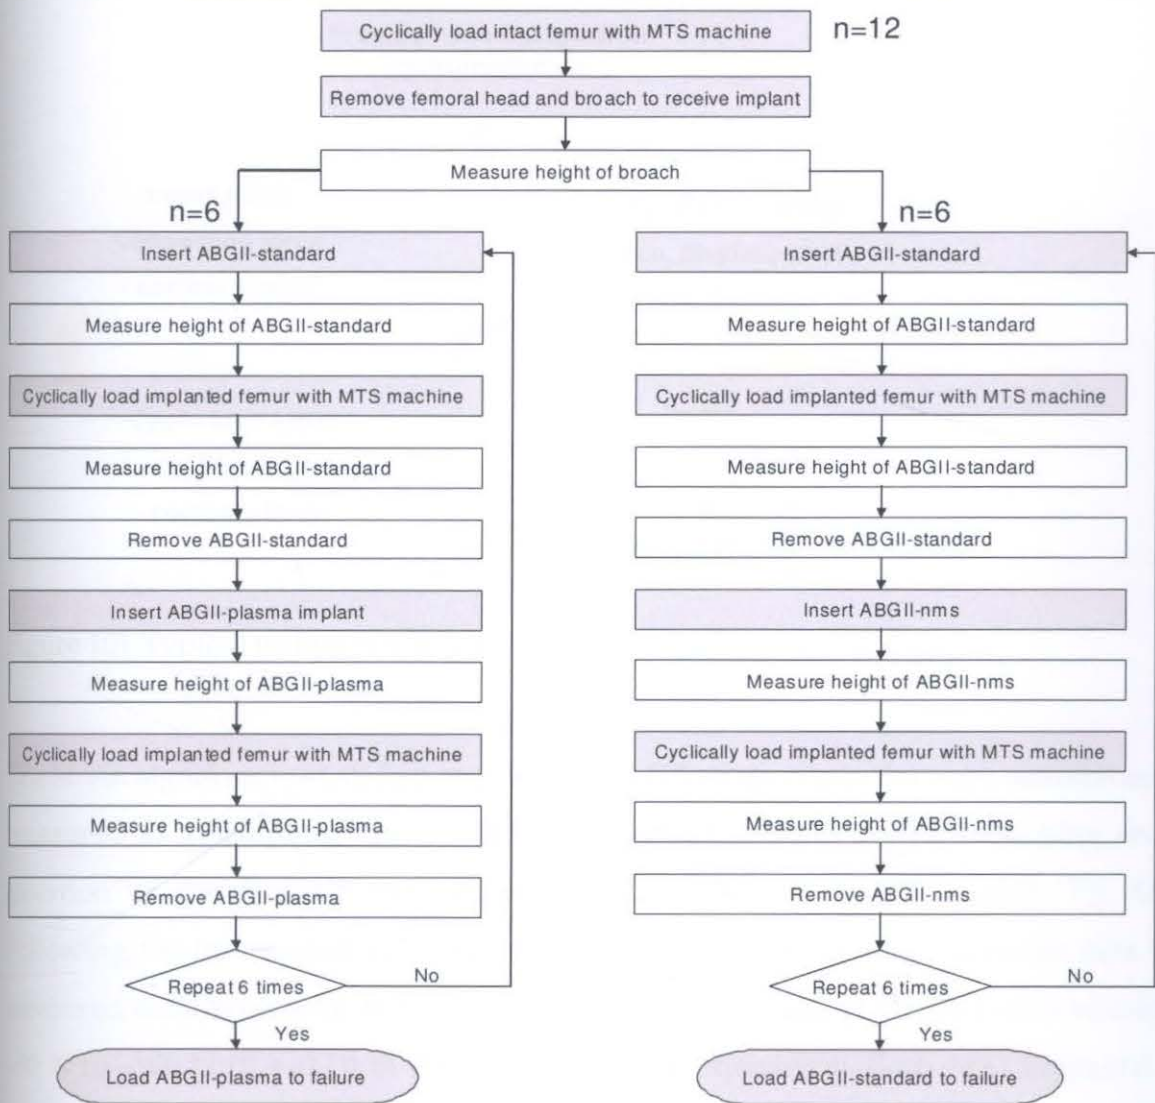 Cyclically load intact femur with MTS machine
n=12
Remove femoral head and broach to receive implant
Measure height of broach
n=6
Insert ABGII-standard
Measure height of ABGII-standard
Cyclically load implanted femur with MTS machine
Measure height of ABGII-standard
Remove ABGII-standard
Insert ABGII-plasma implant
Measure height of ABGII-plasma
Cyclically load implanted femur with MTS machine
Measure height of ABGII-plasma
Remove ABGII-plasma
Repeat 6 times
No
Yes
Load ABGII-plasma to failure
n=6
Insert ABGII-standard
Measure height of ABGII-standard
Cyclically load implanted femur with MTS machine
Measure height of ABGII-standard
Remove ABGII-standard
Insert ABGII-nms
Measure height of ABGII-nms
Cyclically load implanted femur with MTS machine
Measure height of ABGII-nms
Remove ABGII-nms
Repeat 6 times
No
Yes
Load ABGII-standard to failure